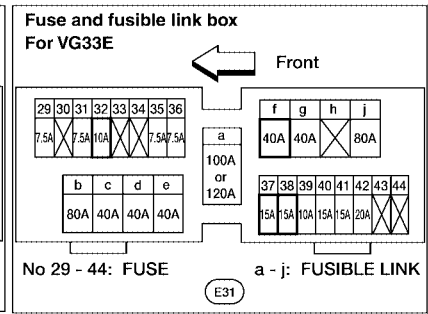 Fuse and fusible link box
For VG33E
Front
29 30 31 32 33 34 35 36
7.5A 7.5A 10A 7.5A 7.5A
b c d e
80A 40A 40A 40A
a
100A
or
120A
f g h j
40A 40A 80A
37 38 39 40 41 42 43 44
15A 15A 10A 15A 15A 20A
No 29 - 44: FUSE
a - j: FUSIBLE LINK
E31